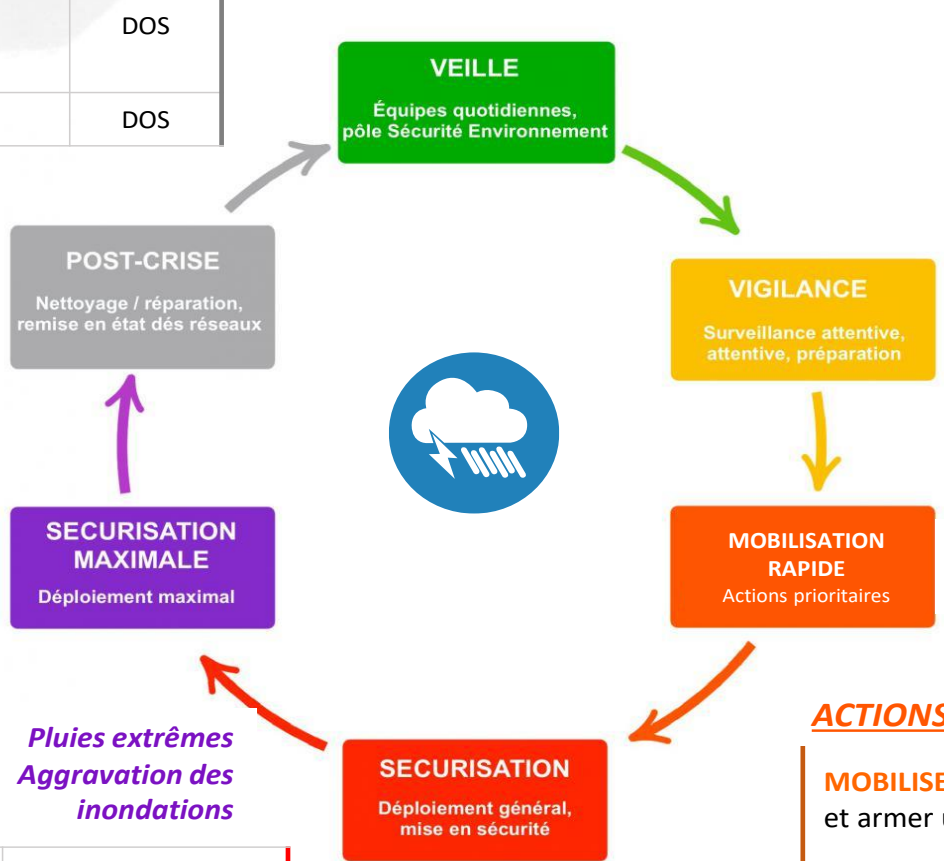 DOS
DOS
VEILLE
Équipes quotidiennes,
pôle Sécurité Environnement
VIGILANCE
Surveillance attentive,
attentive, préparation
MOBILISATION
RAPIDE
Actions prioritaires
SECURISATION
Déploiement général,
mise en sécurité
SECURISATION
MAXIMALE
Déploiement maximal
POST-CRISE
Nettoyage / réparation,
remise en état dés réseaux
Pluies extrêmes
Aggravation des
inondations
ACTIONS
MOBILISE
et armer